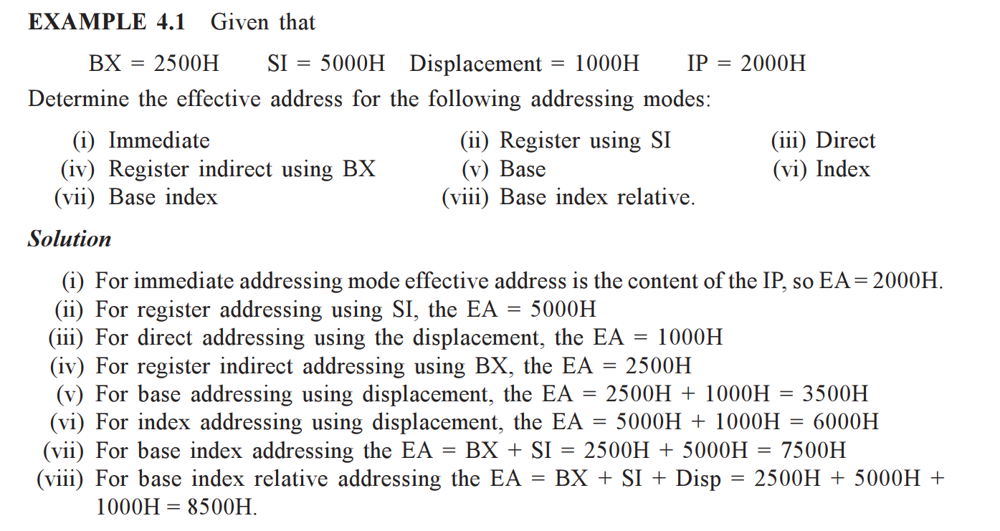 EXAMPLE 4.1 Given that
BX = 2500H SI = 5000H Displacement = 1000H IP = 2000H
Determine the effective address for the following addressing modes:
(i) Immediate (ii) Register using SI (iii) Direct
(iv) Register indirect using BX (v) Base (vi) Index
(vii) Base index (viii) Base index relative.
Solution
(i) For immediate addressing mode effective address is the content of the IP, so EA = 2000H.
(ii) For register addressing using SI, the EA = 5000H
(iii) For direct addressing using the displacement, the EA = 1000H
(iv) For register indirect addressing using BX, the EA = 2500H
(v) For base addressing using displacement, the EA = 2500H + 1000H = 3500H
(vi) For index addressing using displacement, the EA = 5000H + 1000H = 6000H
(vii) For base index addressing the EA = BX + SI = 2500H + 5000H = 7500H
(viii) For base index relative addressing the EA = BX + SI + Disp = 2500H + 5000H +
1000H = 8500H.